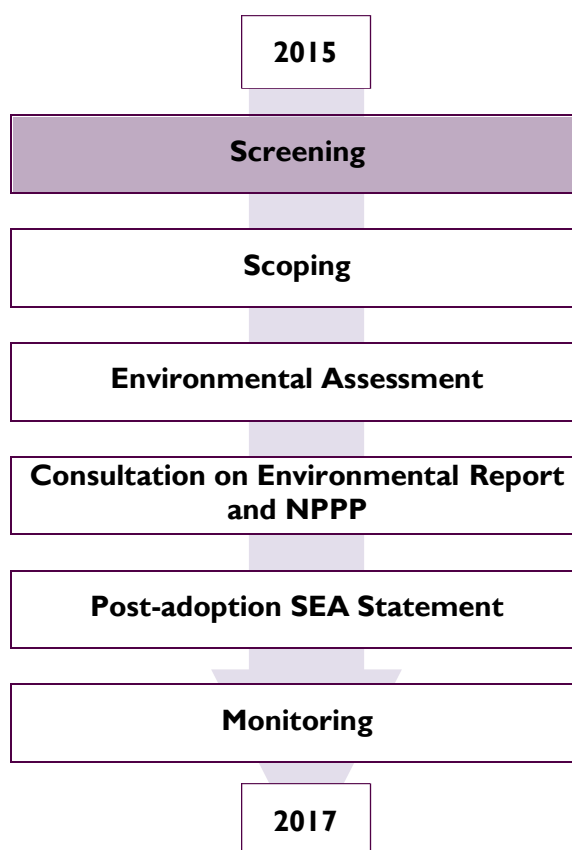 2015
Screening
Scoping
Environmental Assessment
Consultation on Environmental Report
and NPPP
Post-adoption SEA Statement
Monitoring
2017